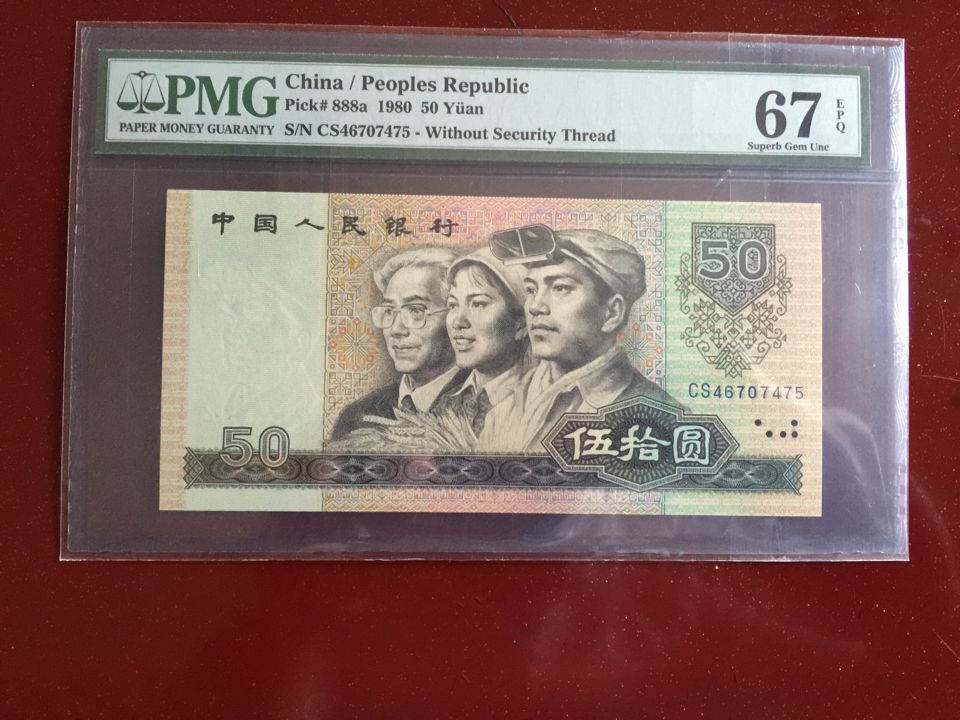 PMG
PAPER MONEY GUARANTY
China / Peoples Republic
Pick# 888a 1980 50 Yüan
S/N CS46707475 - Without Security Thread
67 EPQ
Superb Gem Unc
中国人民银行
50
CS46707475
50
伍拾圆